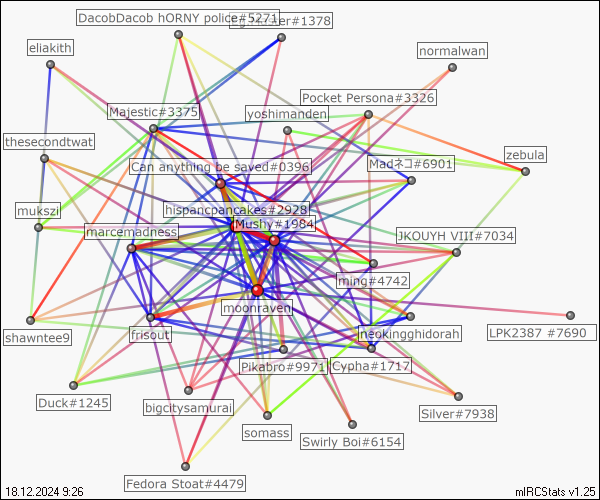 DacobDacob hORNY police#5271
#1378
eliakith
normalwan
Pocket Persona#3326
Majestic#3375
yoshimanden
thesecondtwat
Can anything be saved#0396
Madネコ#6901
zebula
mukszi
hispancpancakes#2928
Mushy#1984
marcemadness
JKOUYH VIII#7034
ming#4742
moonraven
shawntee9
frisout
neokingghidorah
LPK2387 #7690
Pikabro#9971
Cypha#1717
Duck#1245
bigcitysamurai
Silver#7938
somass
Swirly Boi#6154
Fedora Stoat#4479
18.12.2024 9:26
mIRCStats v1.25